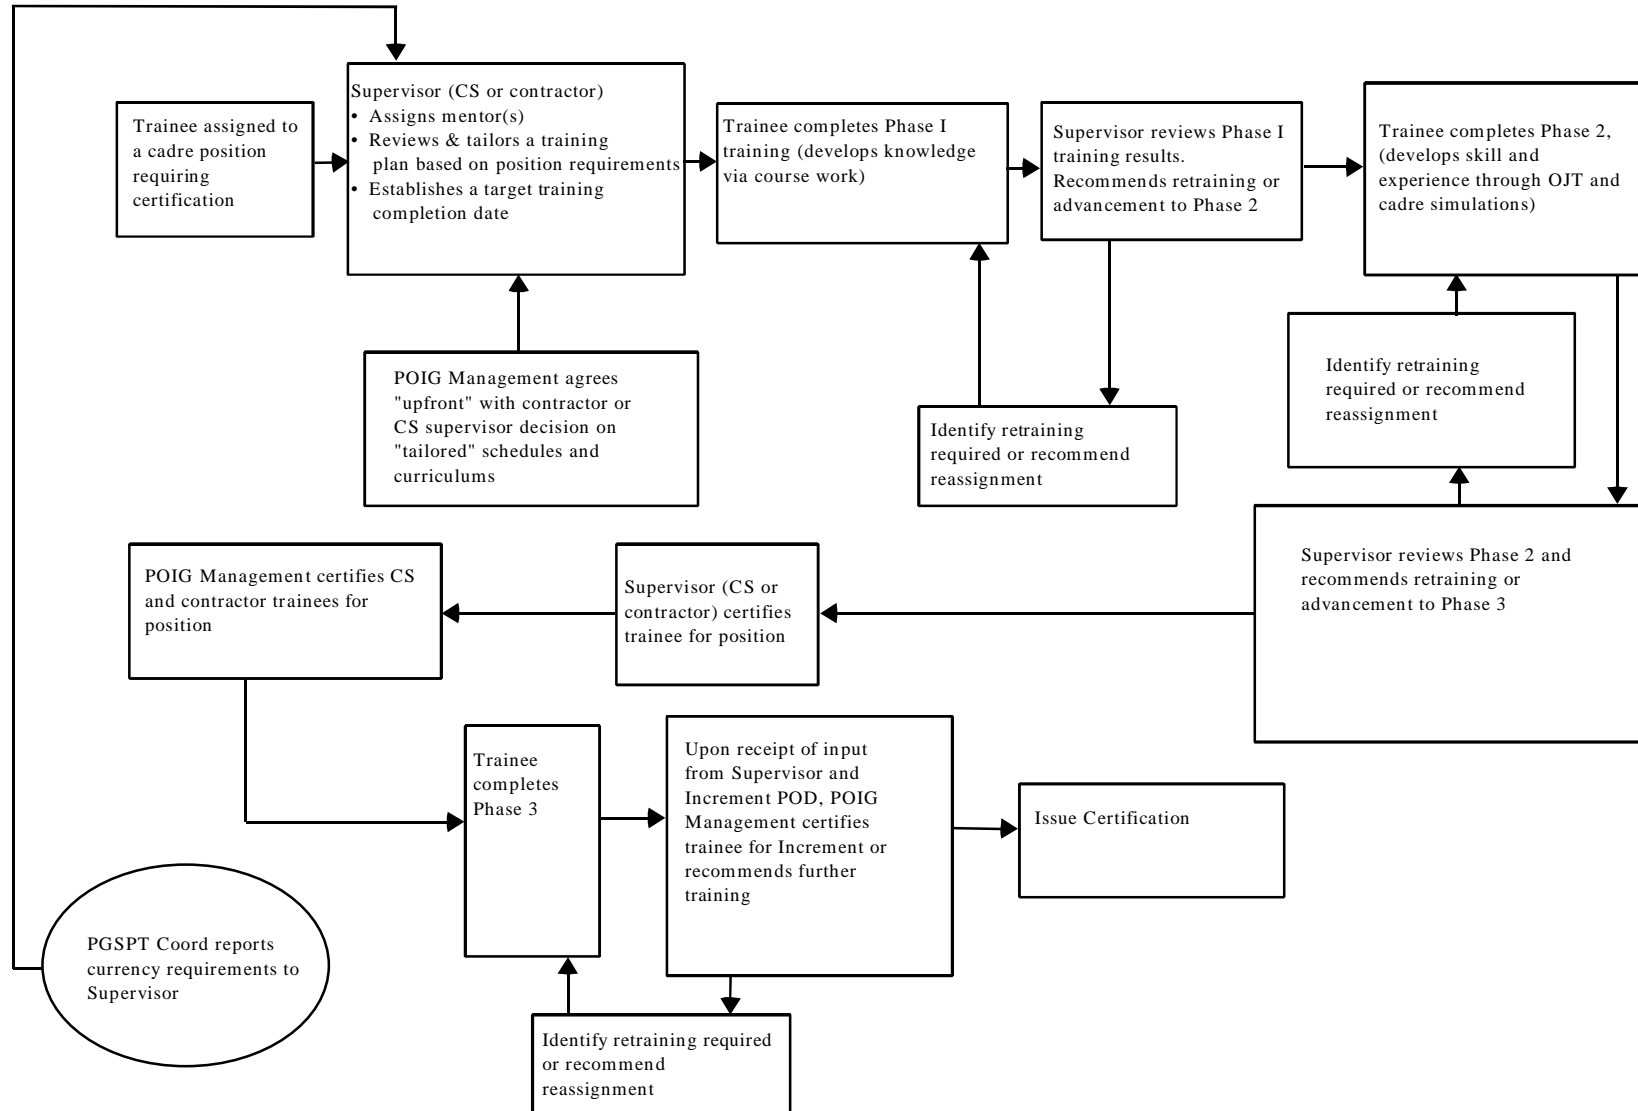 Trainee assigned to
a cadre position
requiring
certification
Supervisor (CS or contractor)
• Assigns mentor(s)
• Reviews & tailors a training
plan based on position requirements
• Establishes a target training
completion date
Trainee completes Phase I
training (develops knowledge
via course work)
Supervisor reviews Phase I
training results.
Recommends retraining or
advancement to Phase 2
Trainee completes Phase 2,
(develops skill and
experience through OJT and
cadre simulations)
POIG Management agrees
"upfront" with contractor or
CS supervisor decision on
"tailored" schedules and
curriculums
Identify retraining
required or recommend
reassignment
Identify retraining
required or recommend
reassignment
Supervisor reviews Phase 2 and
recommends retraining or
advancement to Phase 3
Supervisor (CS or
contractor) certifies
trainee for position
POIG Management certifies CS
and contractor trainees for
position
Trainee
completes
Phase 3
Upon receipt of input
from Supervisor and
Increment POD, POIG
Management certifies
trainee for Increment or
recommends further
training
Issue Certification
PGSPT Coord reports
currency requirements to
Supervisor
Identify retraining required
or recommend
reassignment